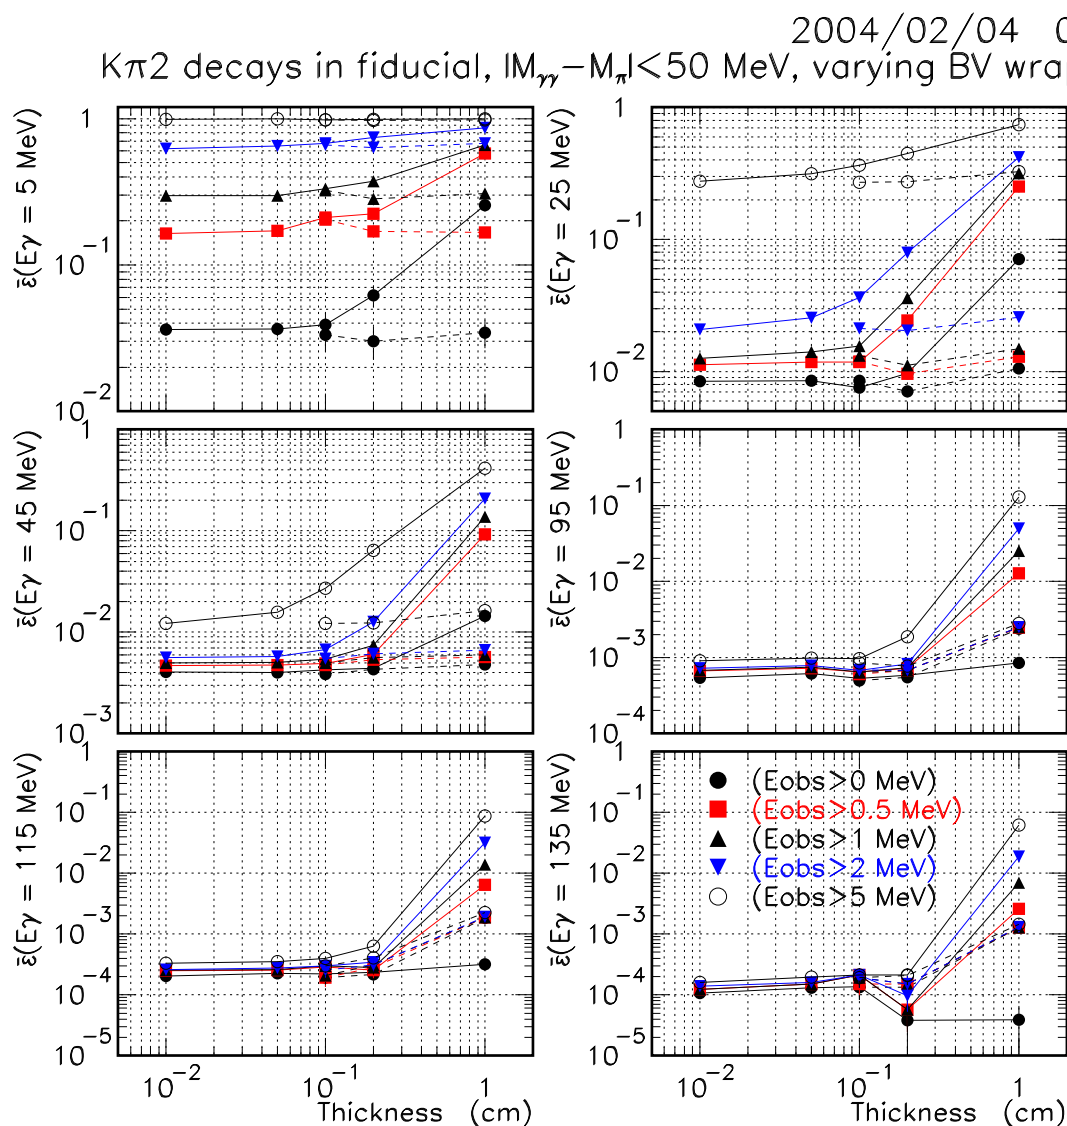 2004/02/04 0
Kπ2 decays in fiducial, |Mγγ−Mπ|<50 MeV, varying BV wrap
ε̄(Eγ = 5 MeV)
1
10⁻¹
10⁻²
ε̄(Eγ = 25 MeV)
1
10⁻¹
10⁻²
ε̄(Eγ = 45 MeV)
1
10⁻¹
10⁻²
10⁻³
ε̄(Eγ = 95 MeV)
1
10⁻¹
10⁻²
10⁻³
10⁻⁴
ε̄(Eγ = 115 MeV)
1
10⁻¹
10⁻²
10⁻³
10⁻⁴
10⁻⁵
10⁻² 10⁻¹ 1
Thickness (cm)
ε̄(Eγ = 135 MeV)
1
10⁻¹
10⁻²
10⁻³
10⁻⁴
10⁻⁵
(Eobs>0 MeV)
(Eobs>0.5 MeV)
(Eobs>1 MeV)
(Eobs>2 MeV)
(Eobs>5 MeV)
10⁻² 10⁻¹ 1
Thickness (cm)